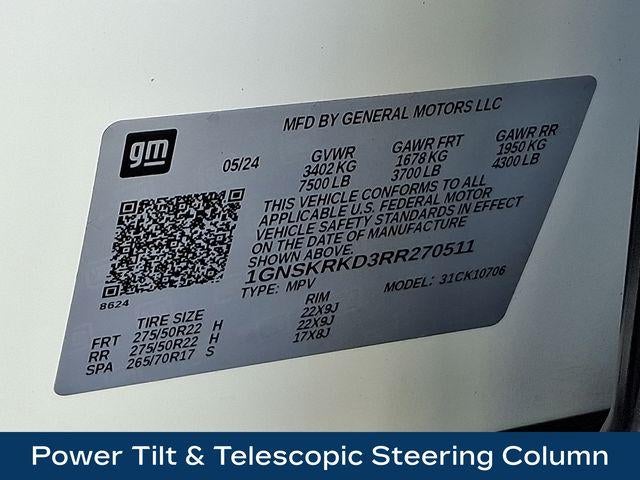 gm
MFD BY GENERAL MOTORS LLC
05/24
GVWR GAWR FRT GAWR RR
3402 KG 1678 KG 1950 KG
7500 LB 3700 LB 4300 LB
THIS VEHICLE CONFORMS TO ALL
APPLICABLE U.S. FEDERAL MOTOR
VEHICLE SAFETY STANDARDS IN EFFECT
ON THE DATE OF MANUFACTURE
SHOWN ABOVE.
1GNSKRKD3RR270511
TYPE: MPV MODEL: 31CK10706
8624
TIRE SIZE RIM
FRT 275/50R22 H 22X9J
RR 275/50R22 H 22X9J
SPA 265/70R17 S 17X8J
Power Tilt & Telescopic Steering Column